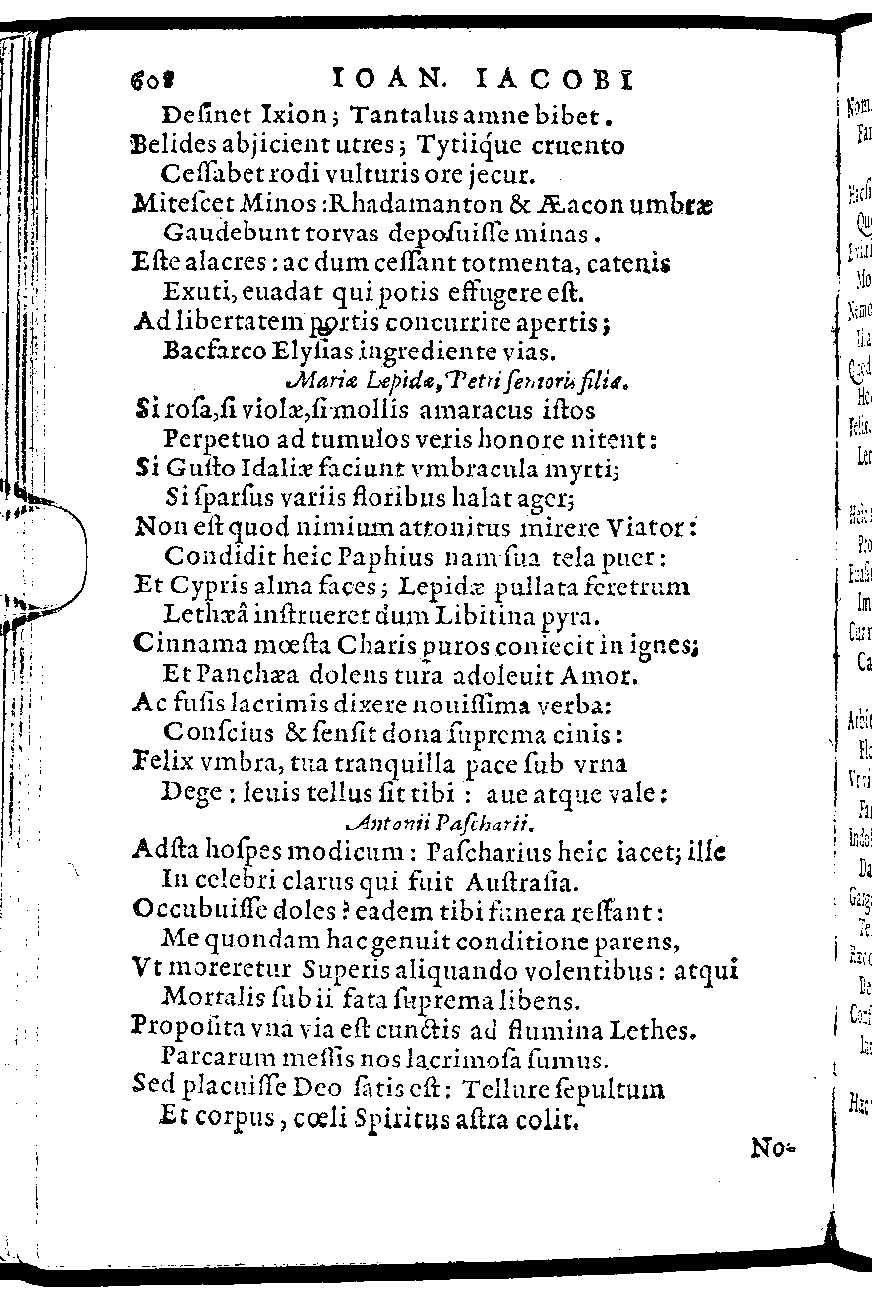 608 IOAN. IACOBI
Desinet Ixion; Tantalus amne bibet.
Belides abjicient utres; Tytiiq́ue cruento
Cessabet rodi vulturis ore jecur.
Mitescet Minos: Rhadamanton & Æacon umbræ
Gaudebunt torvas deposuisse minas.
Este alacres: ac dum cessant tormenta, catenis
Exuti, euadat qui potis effugere est.
Ad libertatem portis concurrite apertis;
Bacfarco Elysias ingrediente vias.
Mariæ Lepidæ, Petri sentoris filiæ.
Si rosa, si violæ, si mollis amaracus istos
Perpetuo ad tumulos veris honore nitent:
Si Gusto Idaliæ faciunt vmbracula myrti;
Si sparsus variis floribus halat ager;
Non est quod nimium attonitus mirere Viator:
Condidit heic Paphius nam sua tela puer:
Et Cypris alma faces; Lepidæ pullata feretrum
Lethæâ instrueret dum Libitina pyra.
Cinnama mœsta Charis puros coniecit in ignes;
Et Panchæa dolens tura adoleuit Amor.
Ac fusis lacrimis dixere nouissima verba:
Conscius & sensit dona suprema cinis:
Felix vmbra, tua tranquilla pace sub vrna
Dege: leuis tellus sit tibi: aue atque vale:
Antonii Pascharii.
Adsta hospes modicum: Pascharius heic iacet; ille
In celebri clarus qui fuit Austrasia.
Occubuisse doles? eadem tibi funera restant:
Me quondam hac genuit conditione parens,
Vt moreretur Superis aliquando volentibus: atqui
Mortalis subii fata suprema libens.
Proposita vna via est cunctis ad flumina Lethes.
Parcarum messis nos lacrimosa sumus.
Sed placuisse Deo satis est: Tellure sepultum
Et corpus, cœli Spiritus astra colit.
No-